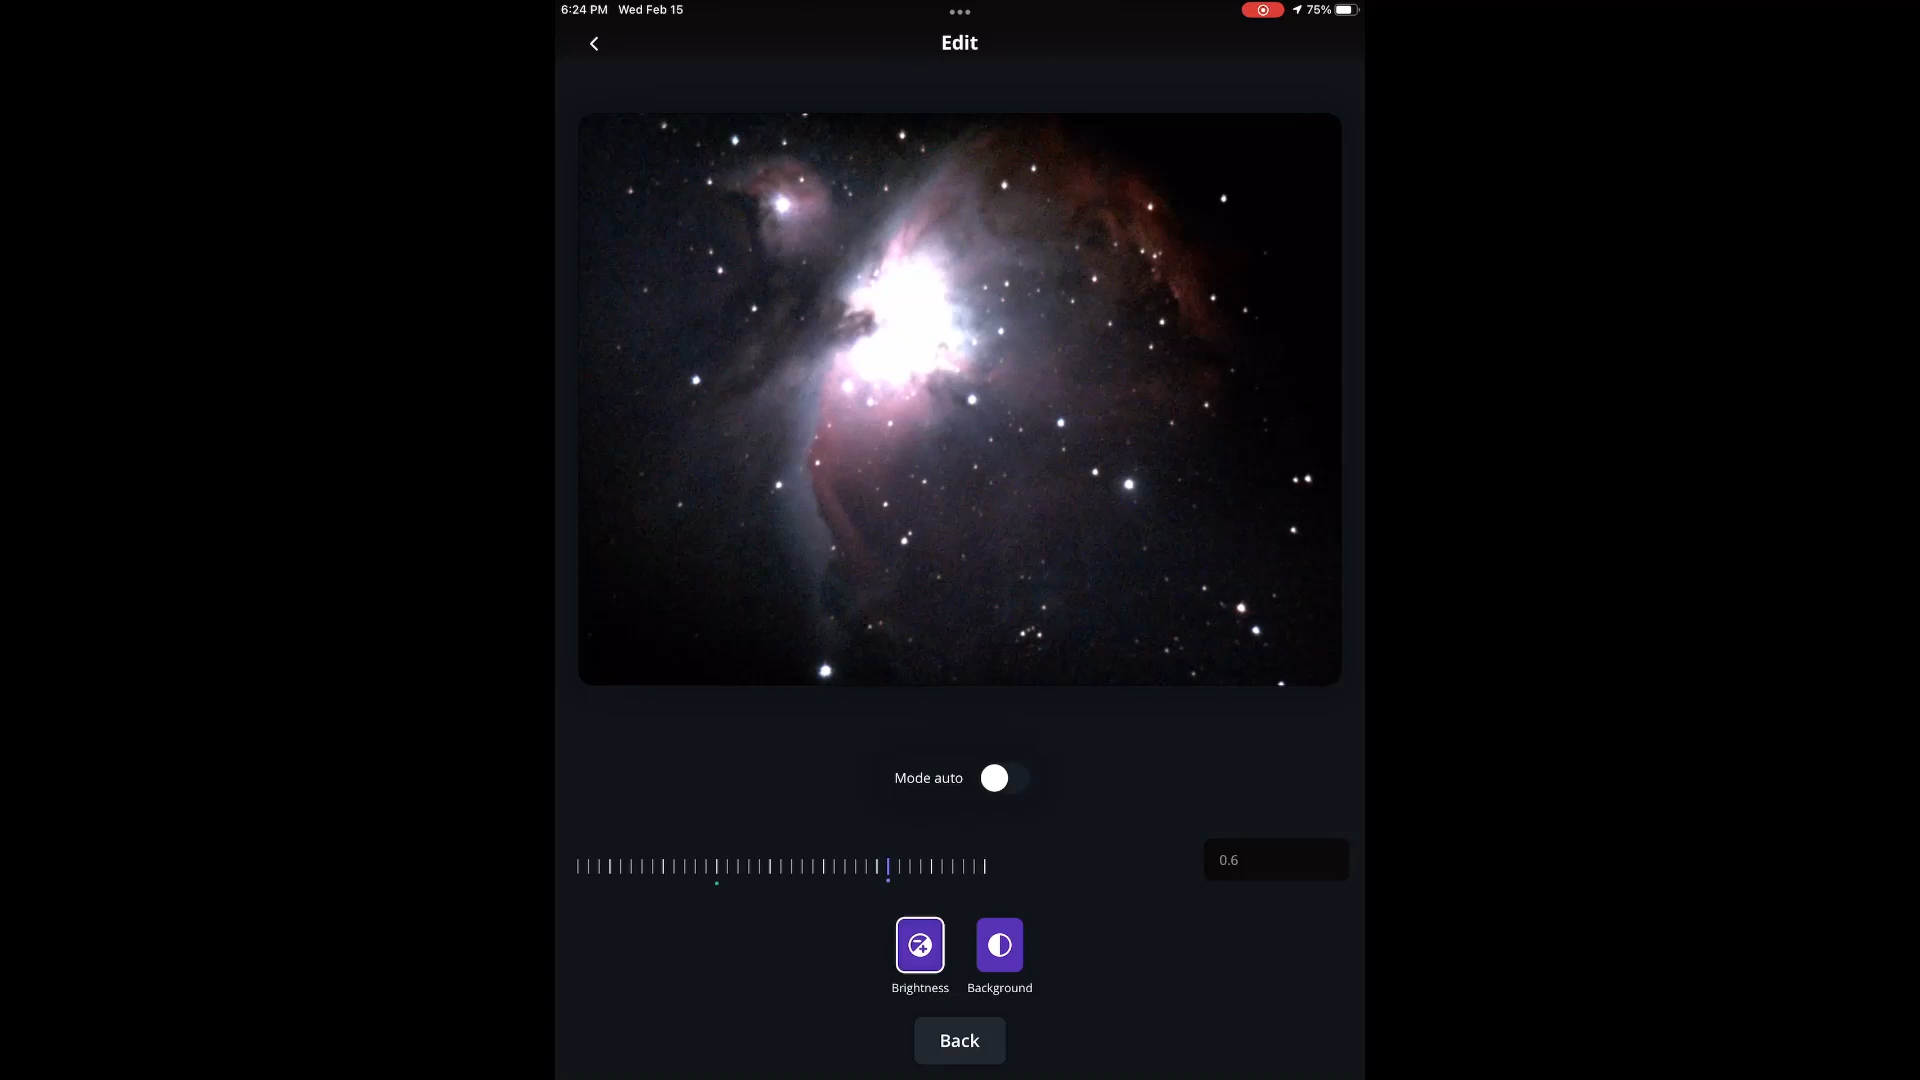 6:24 PM Wed Feb 15
75%
Edit
Mode auto
0.6
Brightness
Background
Back